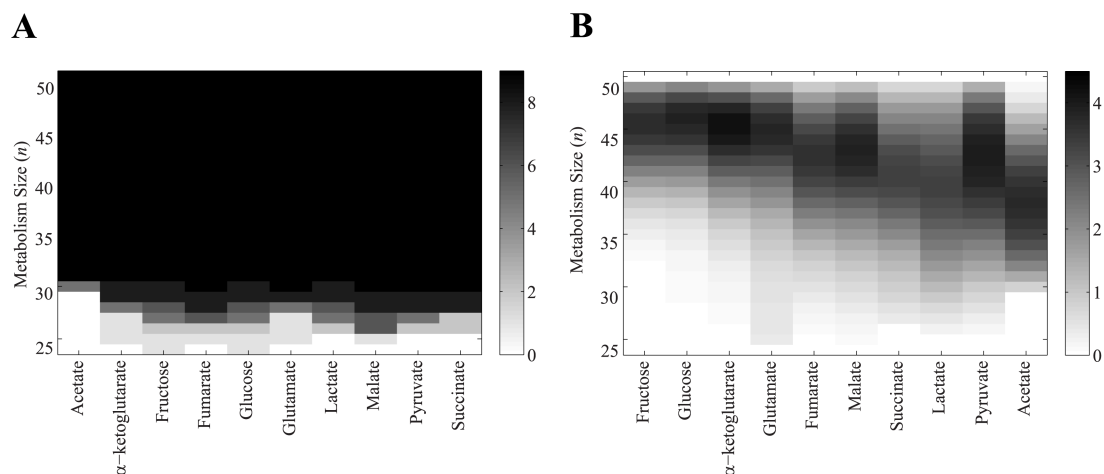 A
B
Metabolism Size (n)
50
45
40
35
30
25
8
6
4
2
0
Acetate
α−ketoglutarate
Fructose
Fumarate
Glucose
Glutamate
Lactate
Malate
Pyruvate
Succinate
Metabolism Size (n)
50
45
40
35
30
25
4
3
2
1
0
Fructose
Glucose
α−ketoglutarate
Glutamate
Fumarate
Malate
Succinate
Lactate
Pyruvate
Acetate